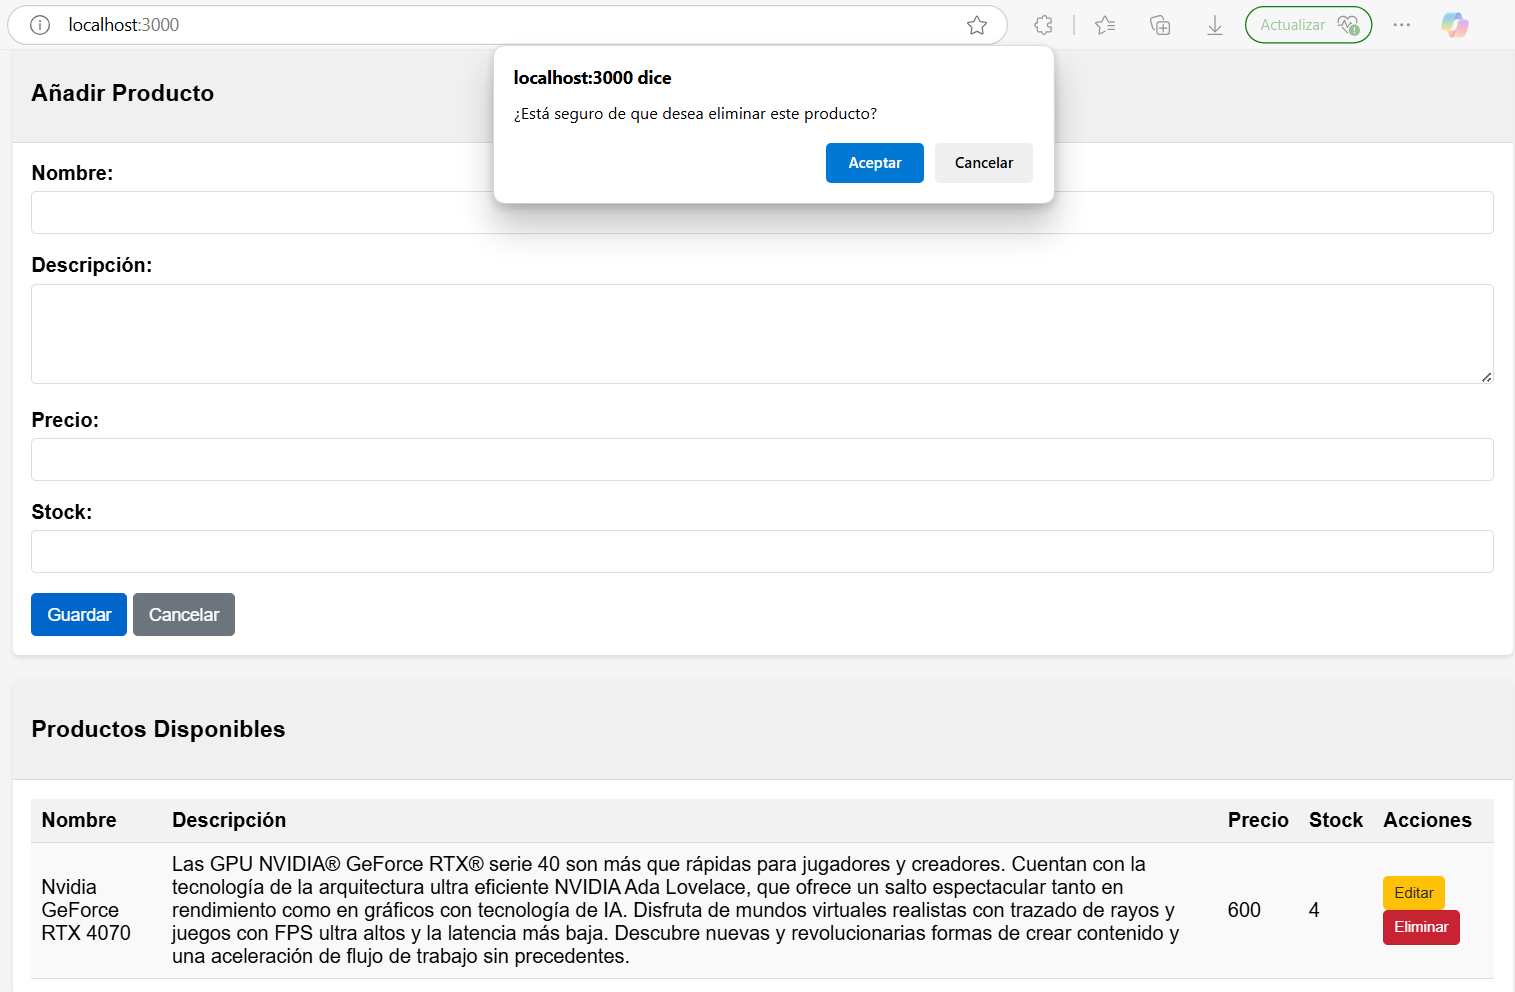 localhost:3000
Actualizar
localhost:3000 dice
¿Está seguro de que desea eliminar este producto?
Aceptar
Cancelar
Añadir Producto
Nombre:
Descripción:
Precio:
Stock:
Guardar
Cancelar
Productos Disponibles
Nombre Descripción Precio Stock Acciones
Nvidia
GeForce
RTX 4070
Las GPU NVIDIA® GeForce RTX® serie 40 son más que rápidas para jugadores y creadores. Cuentan con la
tecnología de la arquitectura ultra eficiente NVIDIA Ada Lovelace, que ofrece un salto espectacular tanto en
rendimiento como en gráficos con tecnología de IA. Disfruta de mundos virtuales realistas con trazado de rayos y
juegos con FPS ultra altos y la latencia más baja. Descubre nuevas y revolucionarias formas de crear contenido y
una aceleración de flujo de trabajo sin precedentes.
600
4
Editar
Eliminar